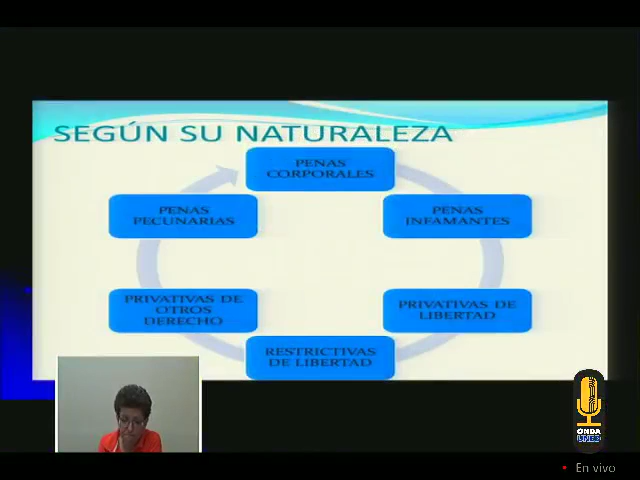 SEGÚN SU NATURALEZA
PENAS
CORPORALES
PENAS
INFAMANTES
PRIVATIVAS DE
LIBERTAD
RESTRICTIVAS
DE LIBERTAD
PRIVATIVAS DE
OTROS
DERECHO
PENAS
PECUNARIAS
ONDA
UNED
En vivo